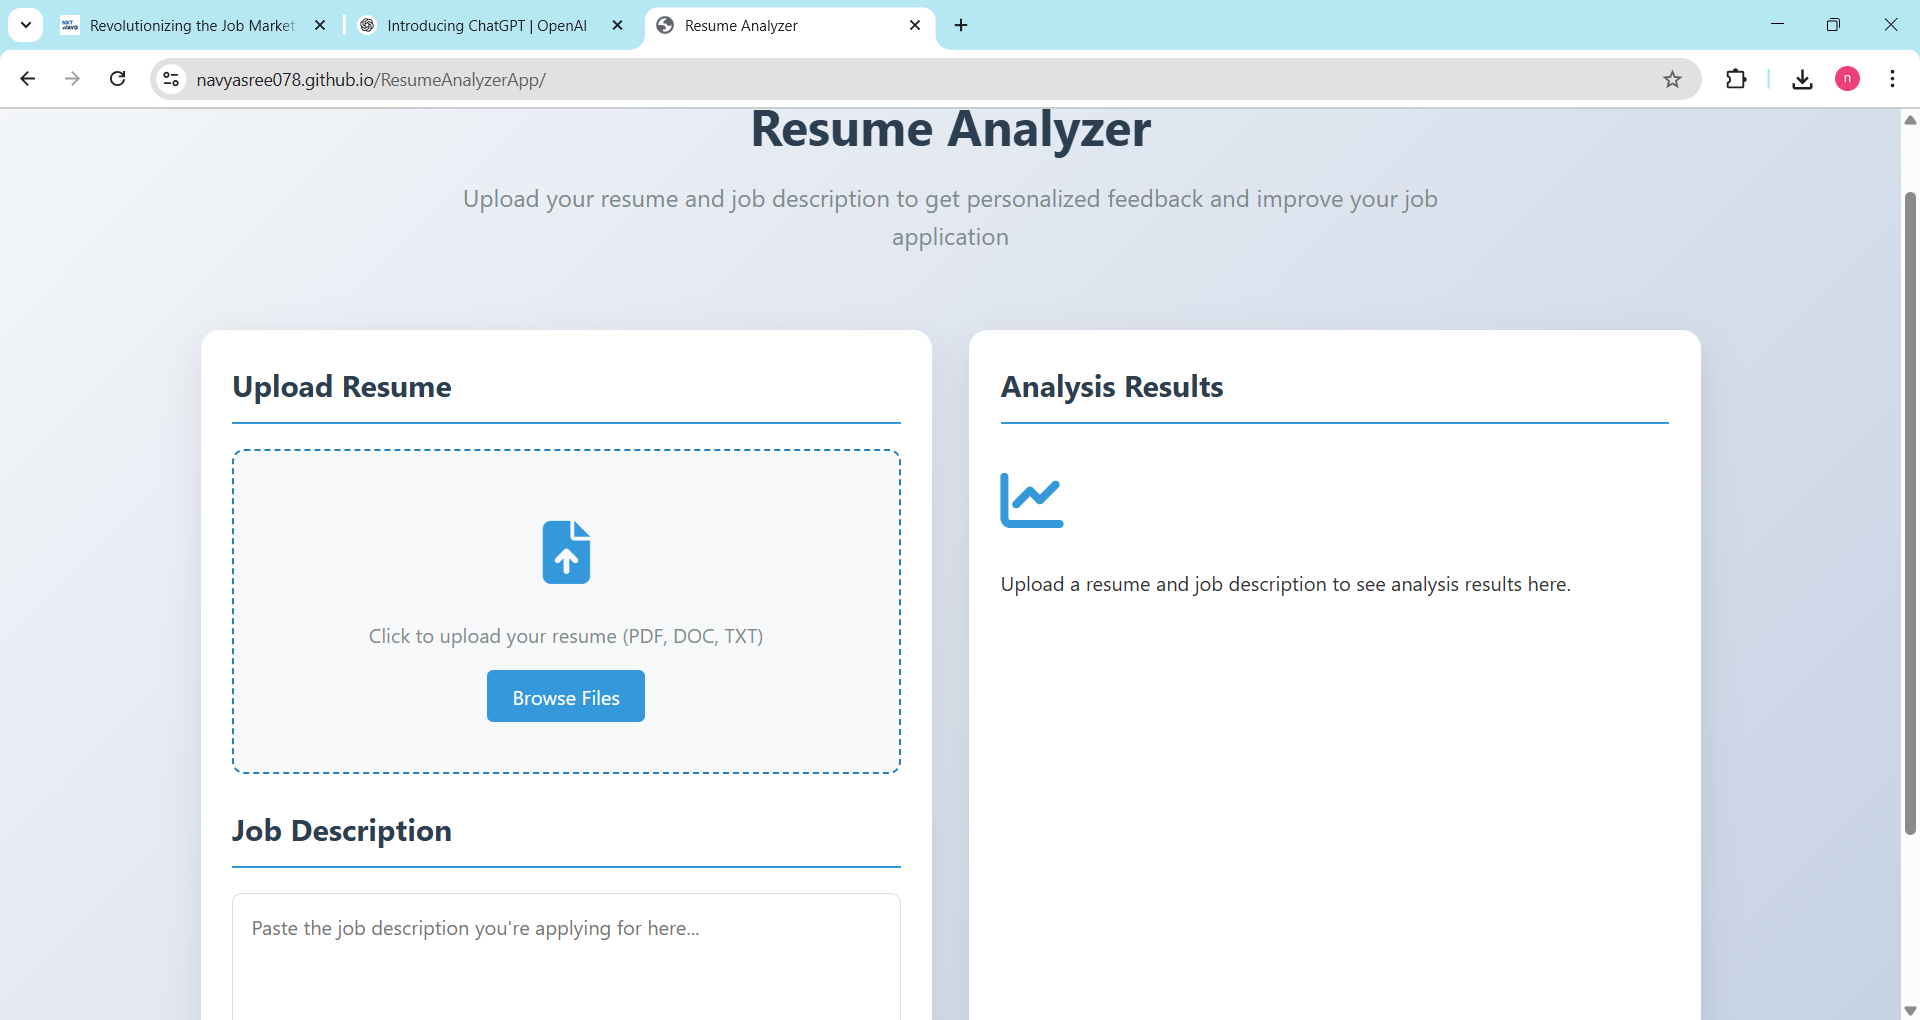 NXT
WAVE
Revolutionizing the Job Market
Introducing ChatGPT | OpenAI
Resume Analyzer
navyasree078.github.io/ResumeAnalyzerApp/
n
Resume Analyzer
Upload your resume and job description to get personalized feedback and improve your job
application
Upload Resume
Click to upload your resume (PDF, DOC, TXT)
Browse Files
Job Description
Paste the job description you're applying for here...
Analysis Results
Upload a resume and job description to see analysis results here.